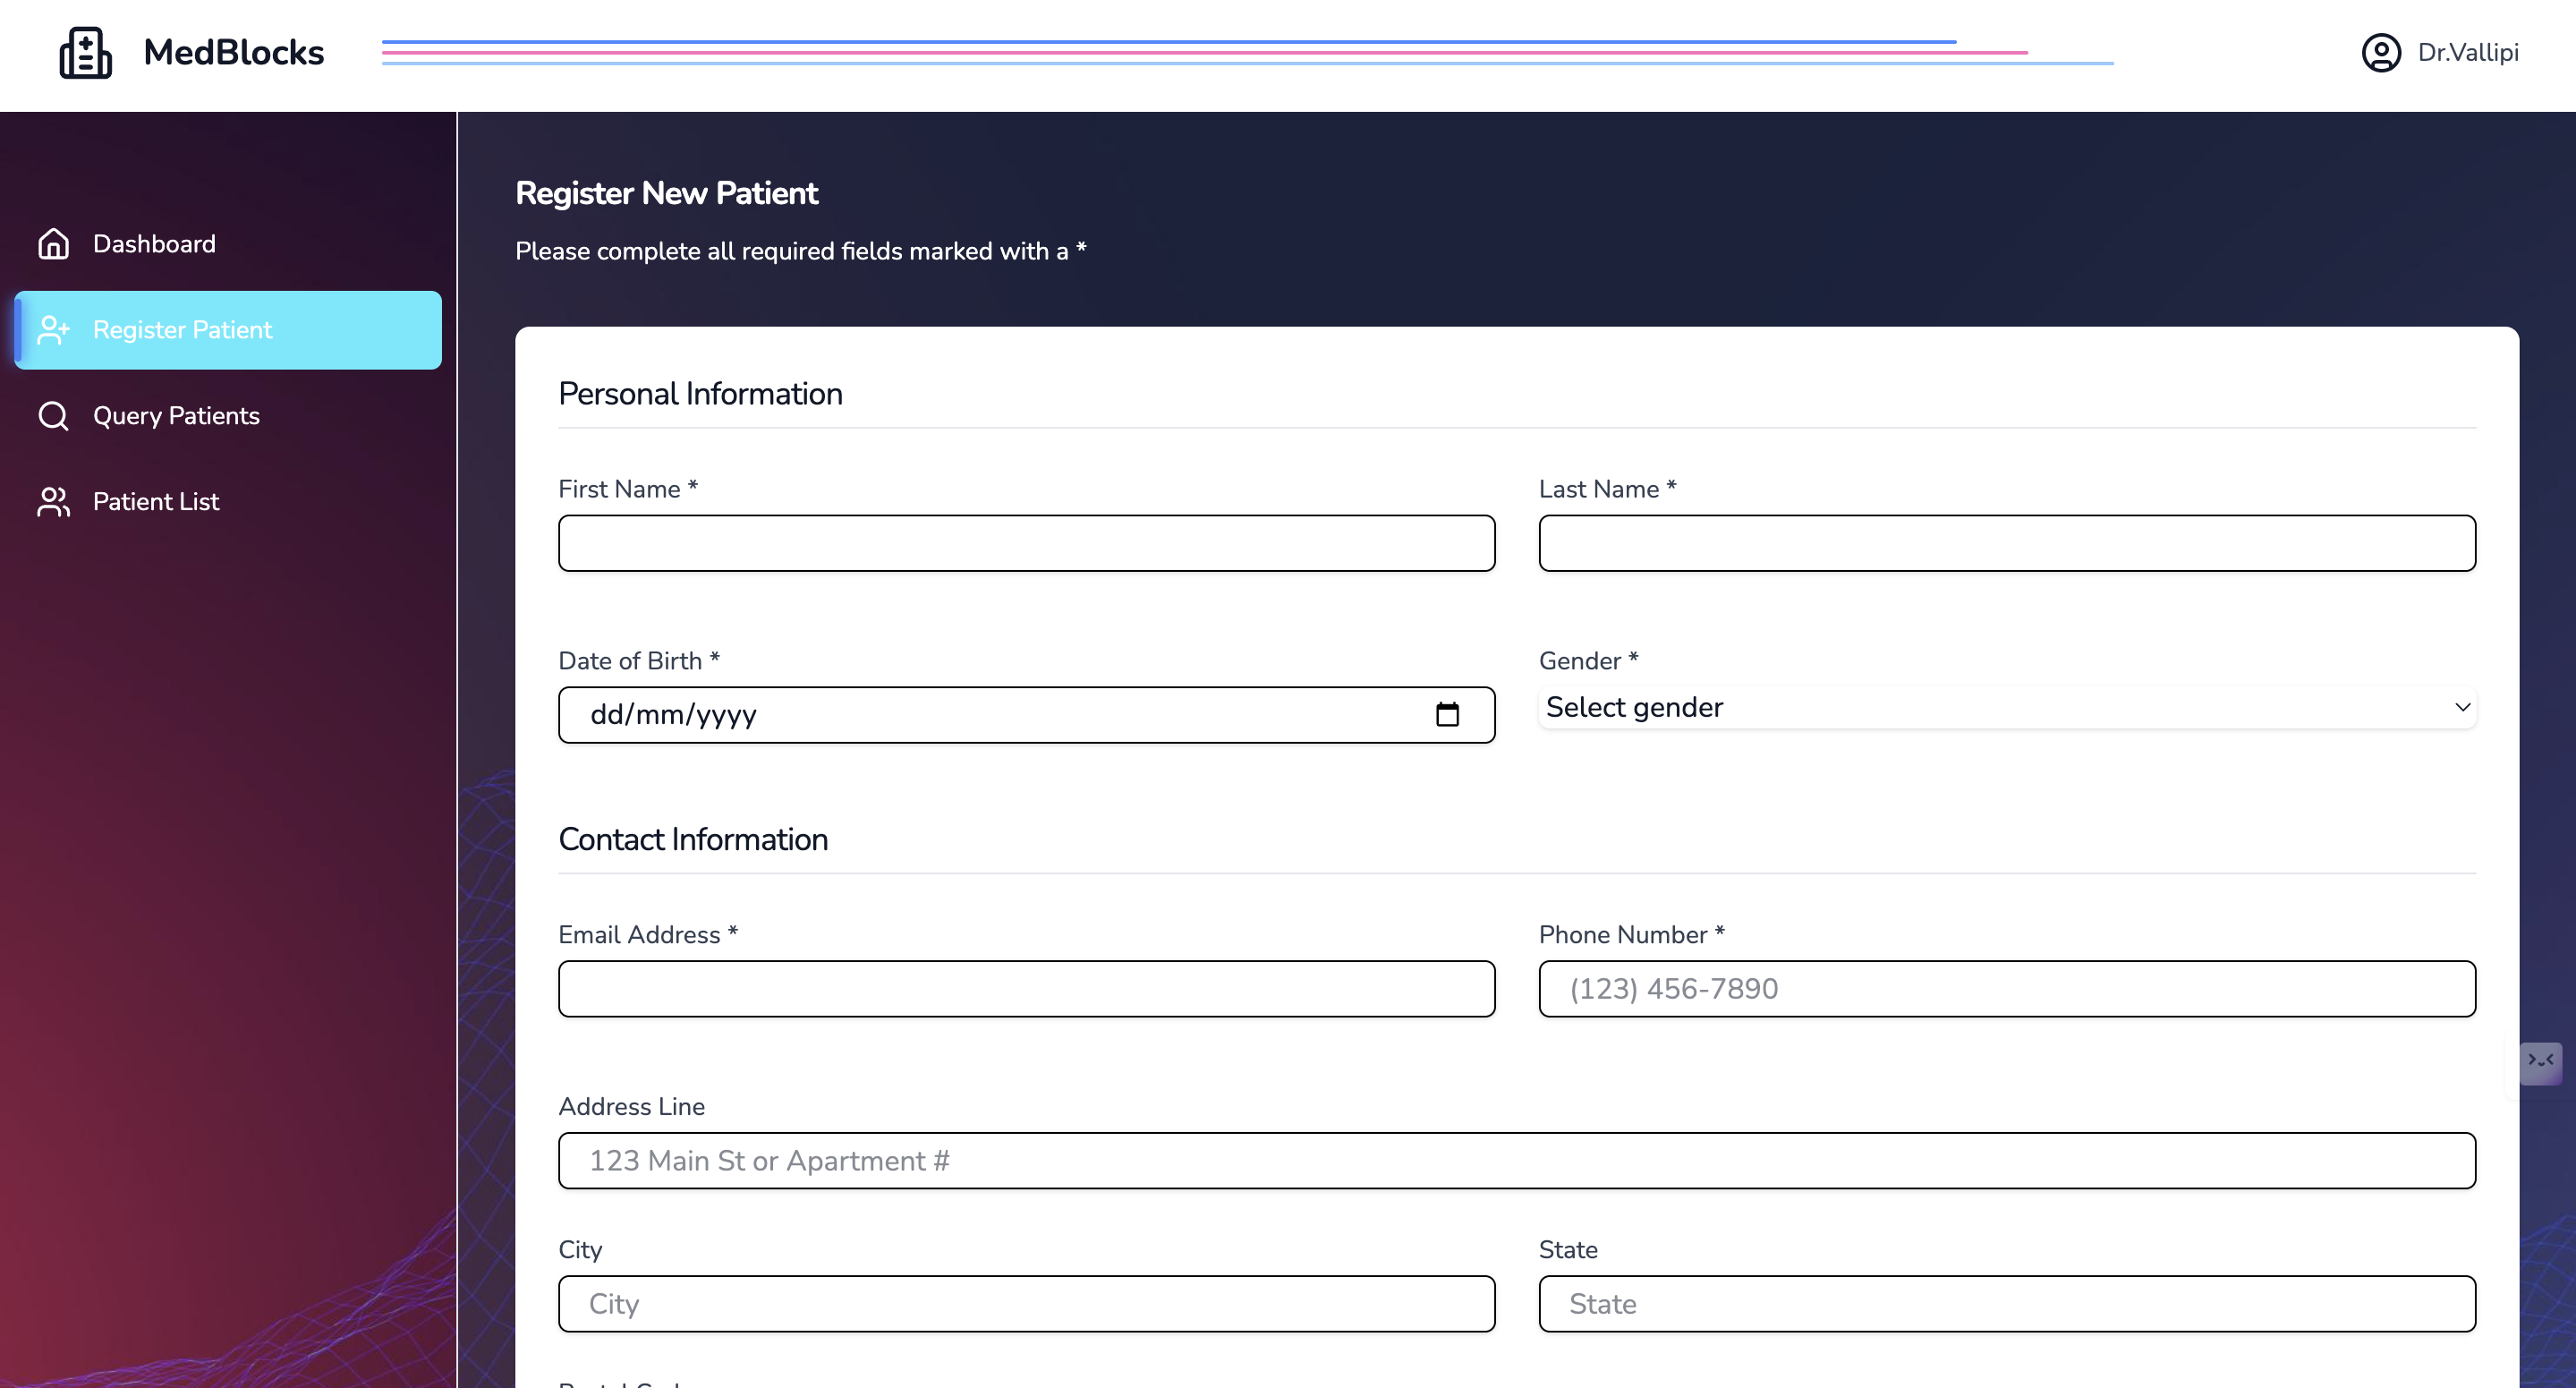 MedBlocks
Dr.Vallipi
Dashboard
Register Patient
Query Patients
Patient List
Register New Patient
Please complete all required fields marked with a *
Personal Information
First Name *
Last Name *
Date of Birth *
dd/mm/yyyy
Gender *
Select gender
Contact Information
Email Address *
Phone Number *
(123) 456-7890
Address Line
123 Main St or Apartment #
City
City
State
State